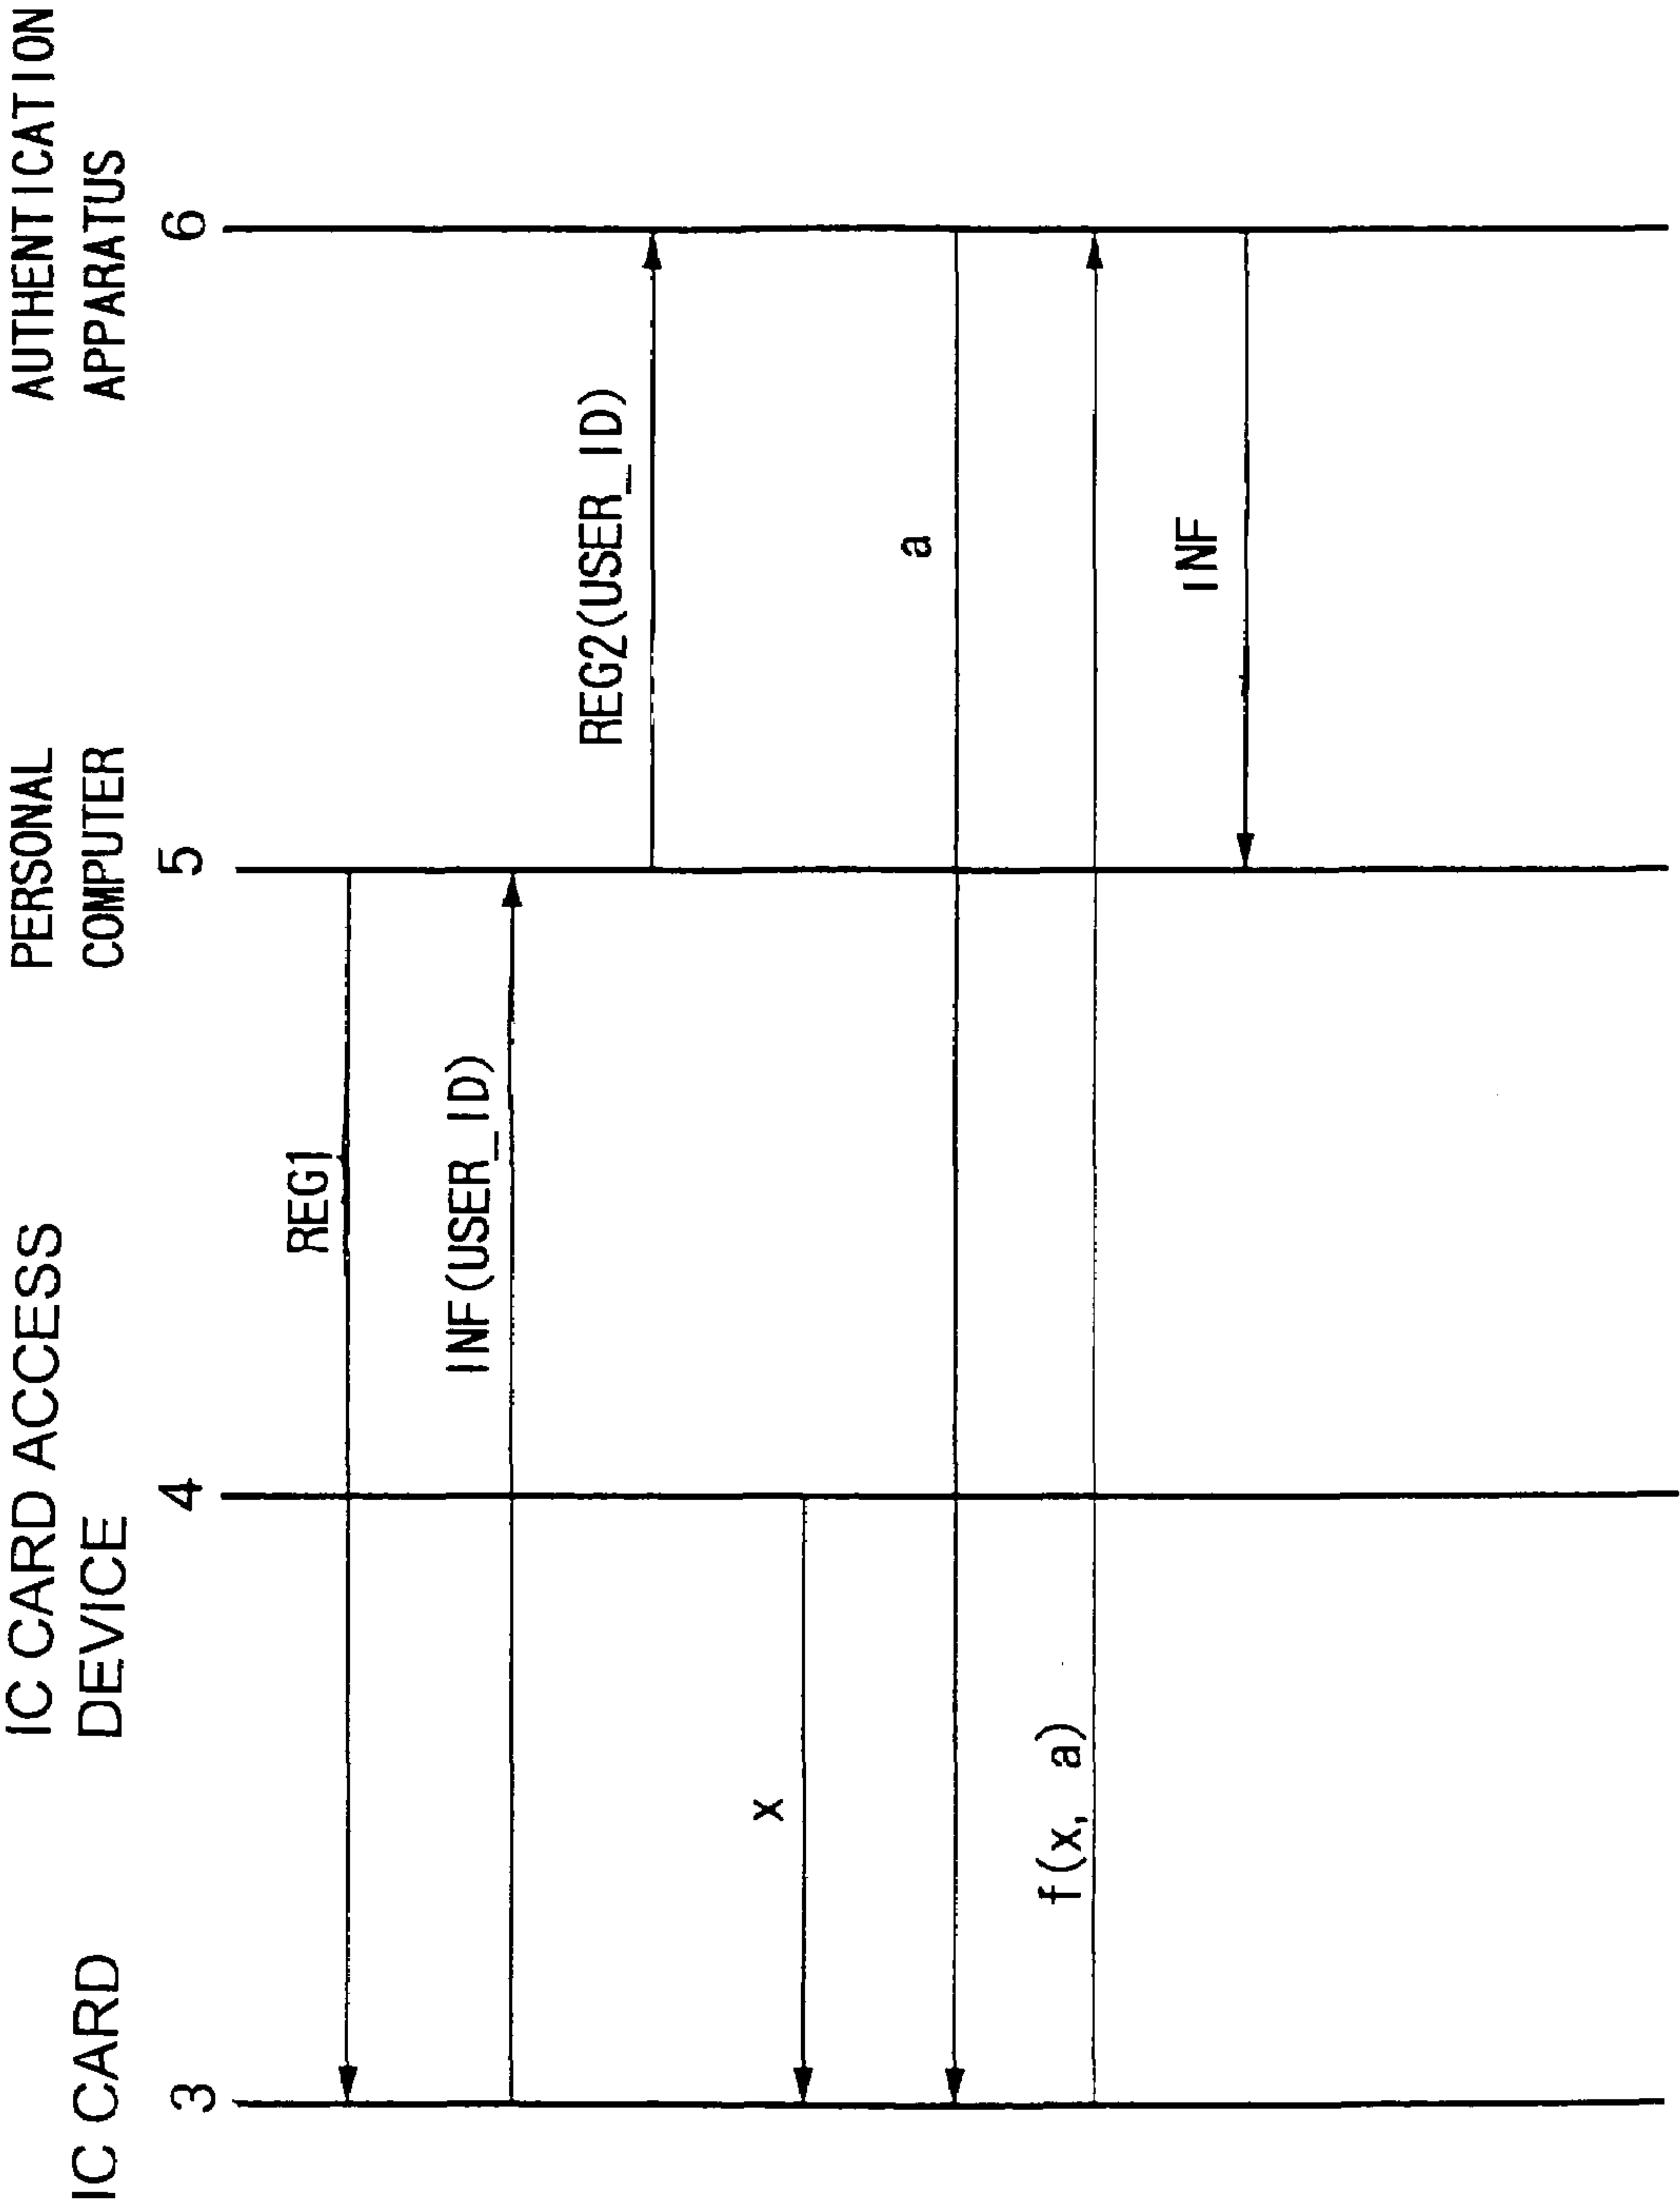 IC CARD
3
IC CARD ACCESS
DEVICE
4
PERSONAL
COMPUTER
5
AUTHENTICATION
APPARATUS
6
REG1
INF(USER_ID)
REG2(USER_ID)
x
a
f(x, a)
INF